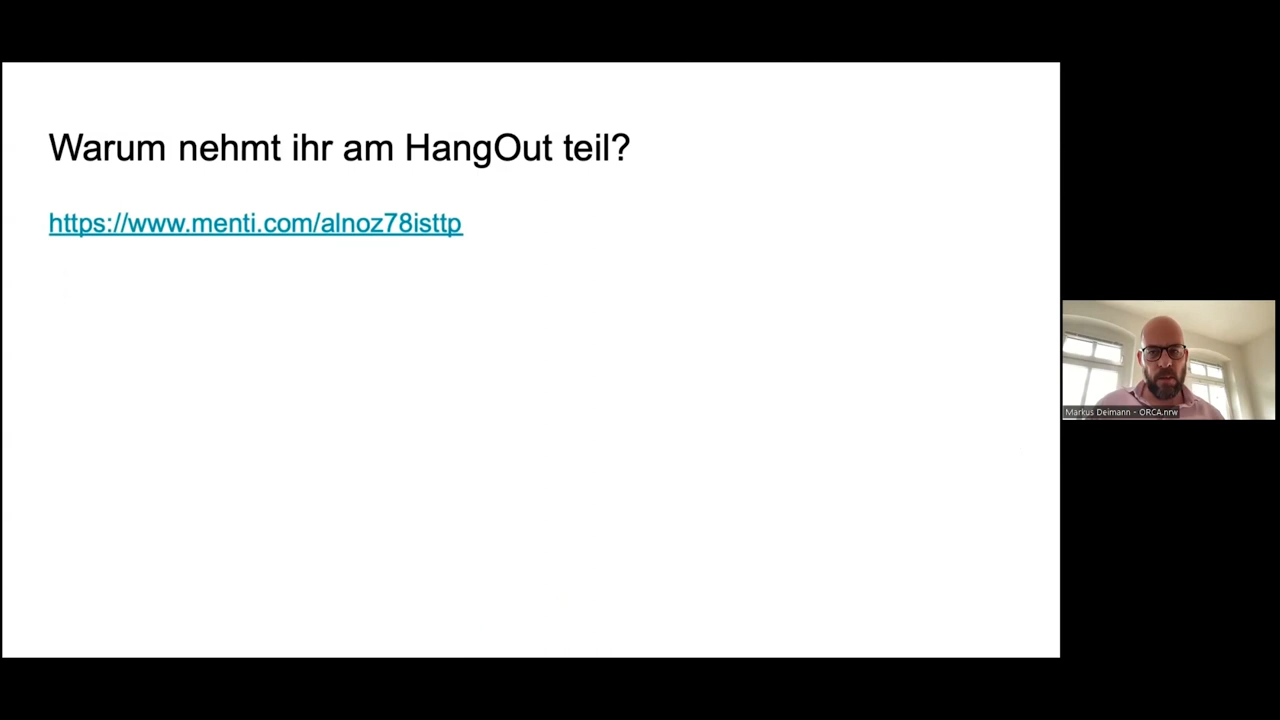 Warum nehmt ihr am HangOut teil?
https://www.menti.com/alnoz78isttp
Markus Deimann - ORCA.nrw